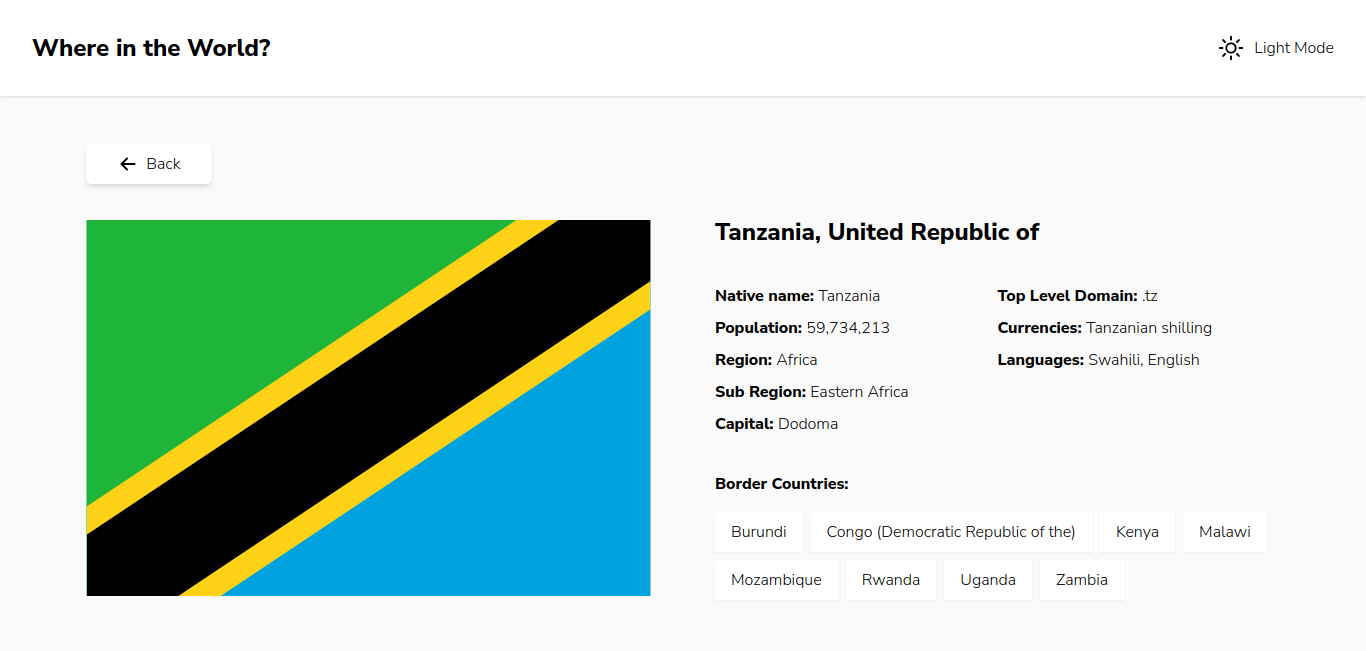 Where in the World?
Light Mode
Back
Tanzania, United Republic of
Native name: Tanzania
Population: 59,734,213
Region: Africa
Sub Region: Eastern Africa
Capital: Dodoma
Top Level Domain: .tz
Currencies: Tanzanian shilling
Languages: Swahili, English
Border Countries:
Burundi Congo (Democratic Republic of the) Kenya Malawi
Mozambique Rwanda Uganda Zambia